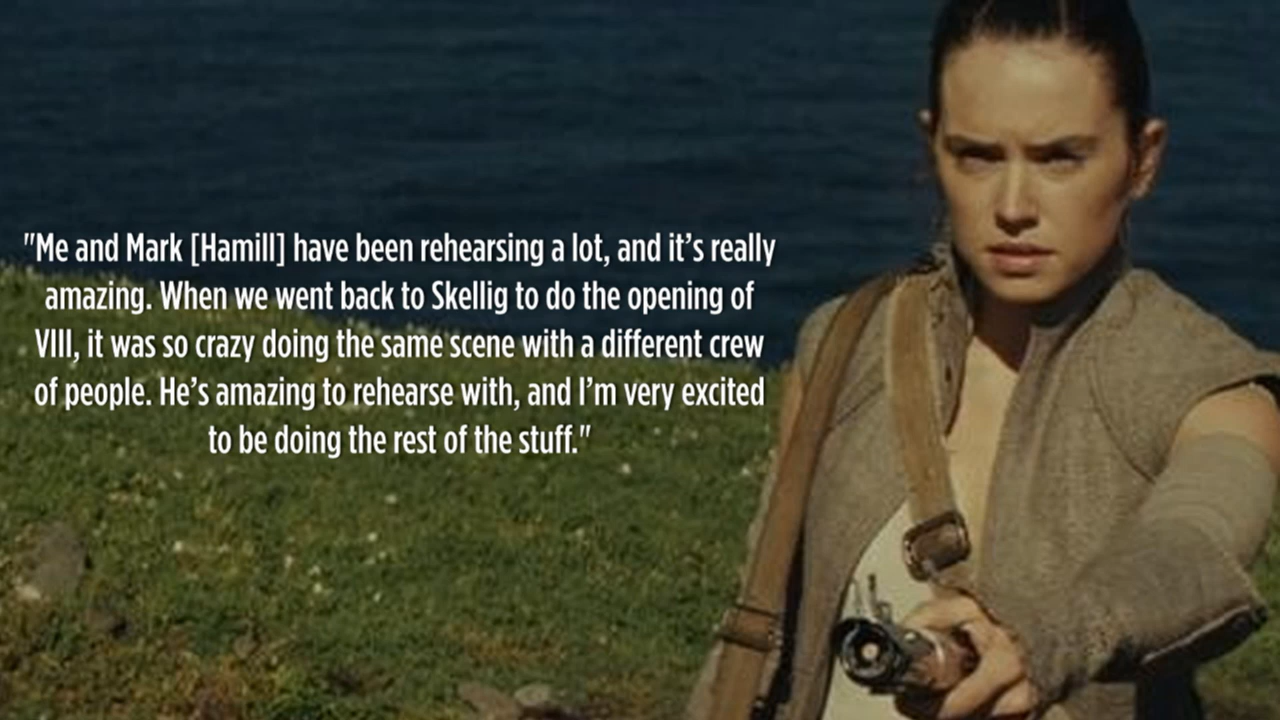 "Me and Mark [Hamill] have been rehearsing a lot, and it’s really
amazing. When we went back to Skellig to do the opening of
VIII, it was so crazy doing the same scene with a different crew
of people. He’s amazing to rehearse with, and I’m very excited
to be doing the rest of the stuff."